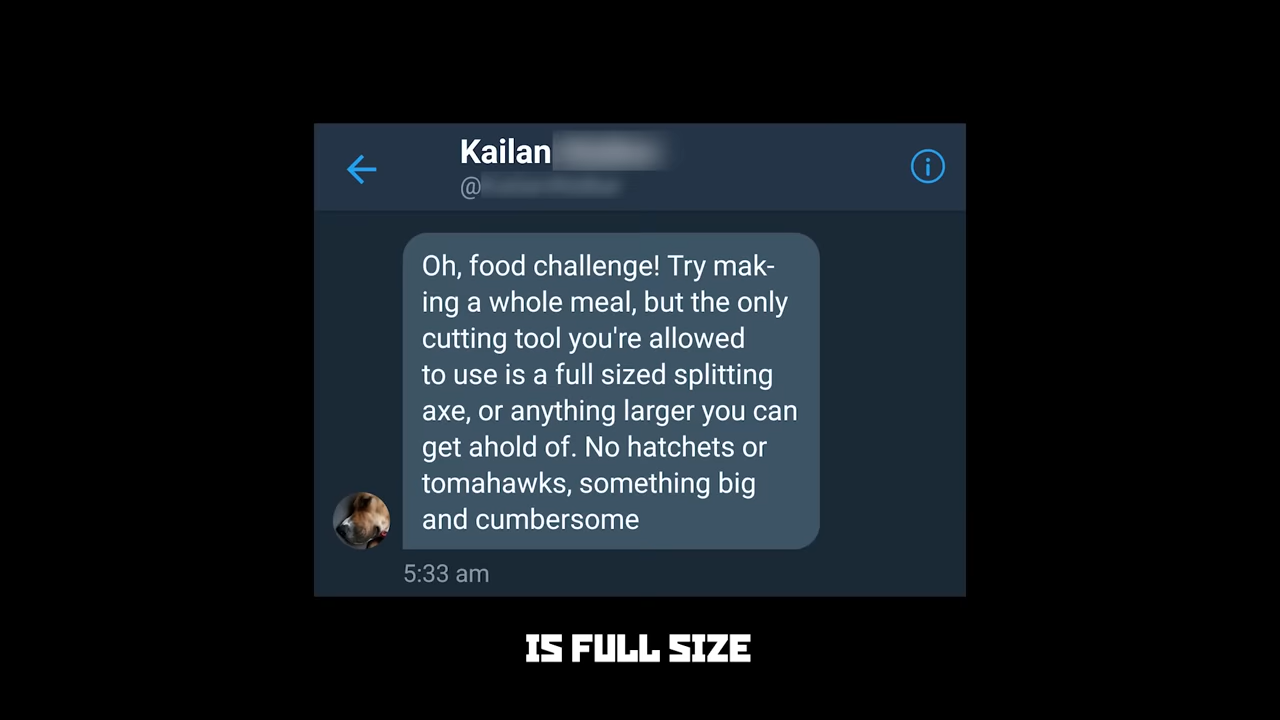 Kailan
@
Oh, food challenge! Try mak-
ing a whole meal, but the only
cutting tool you're allowed
to use is a full sized splitting
axe, or anything larger you can
get ahold of. No hatchets or
tomahawks, something big
and cumbersome
5:33 am
IS FULL SIZE